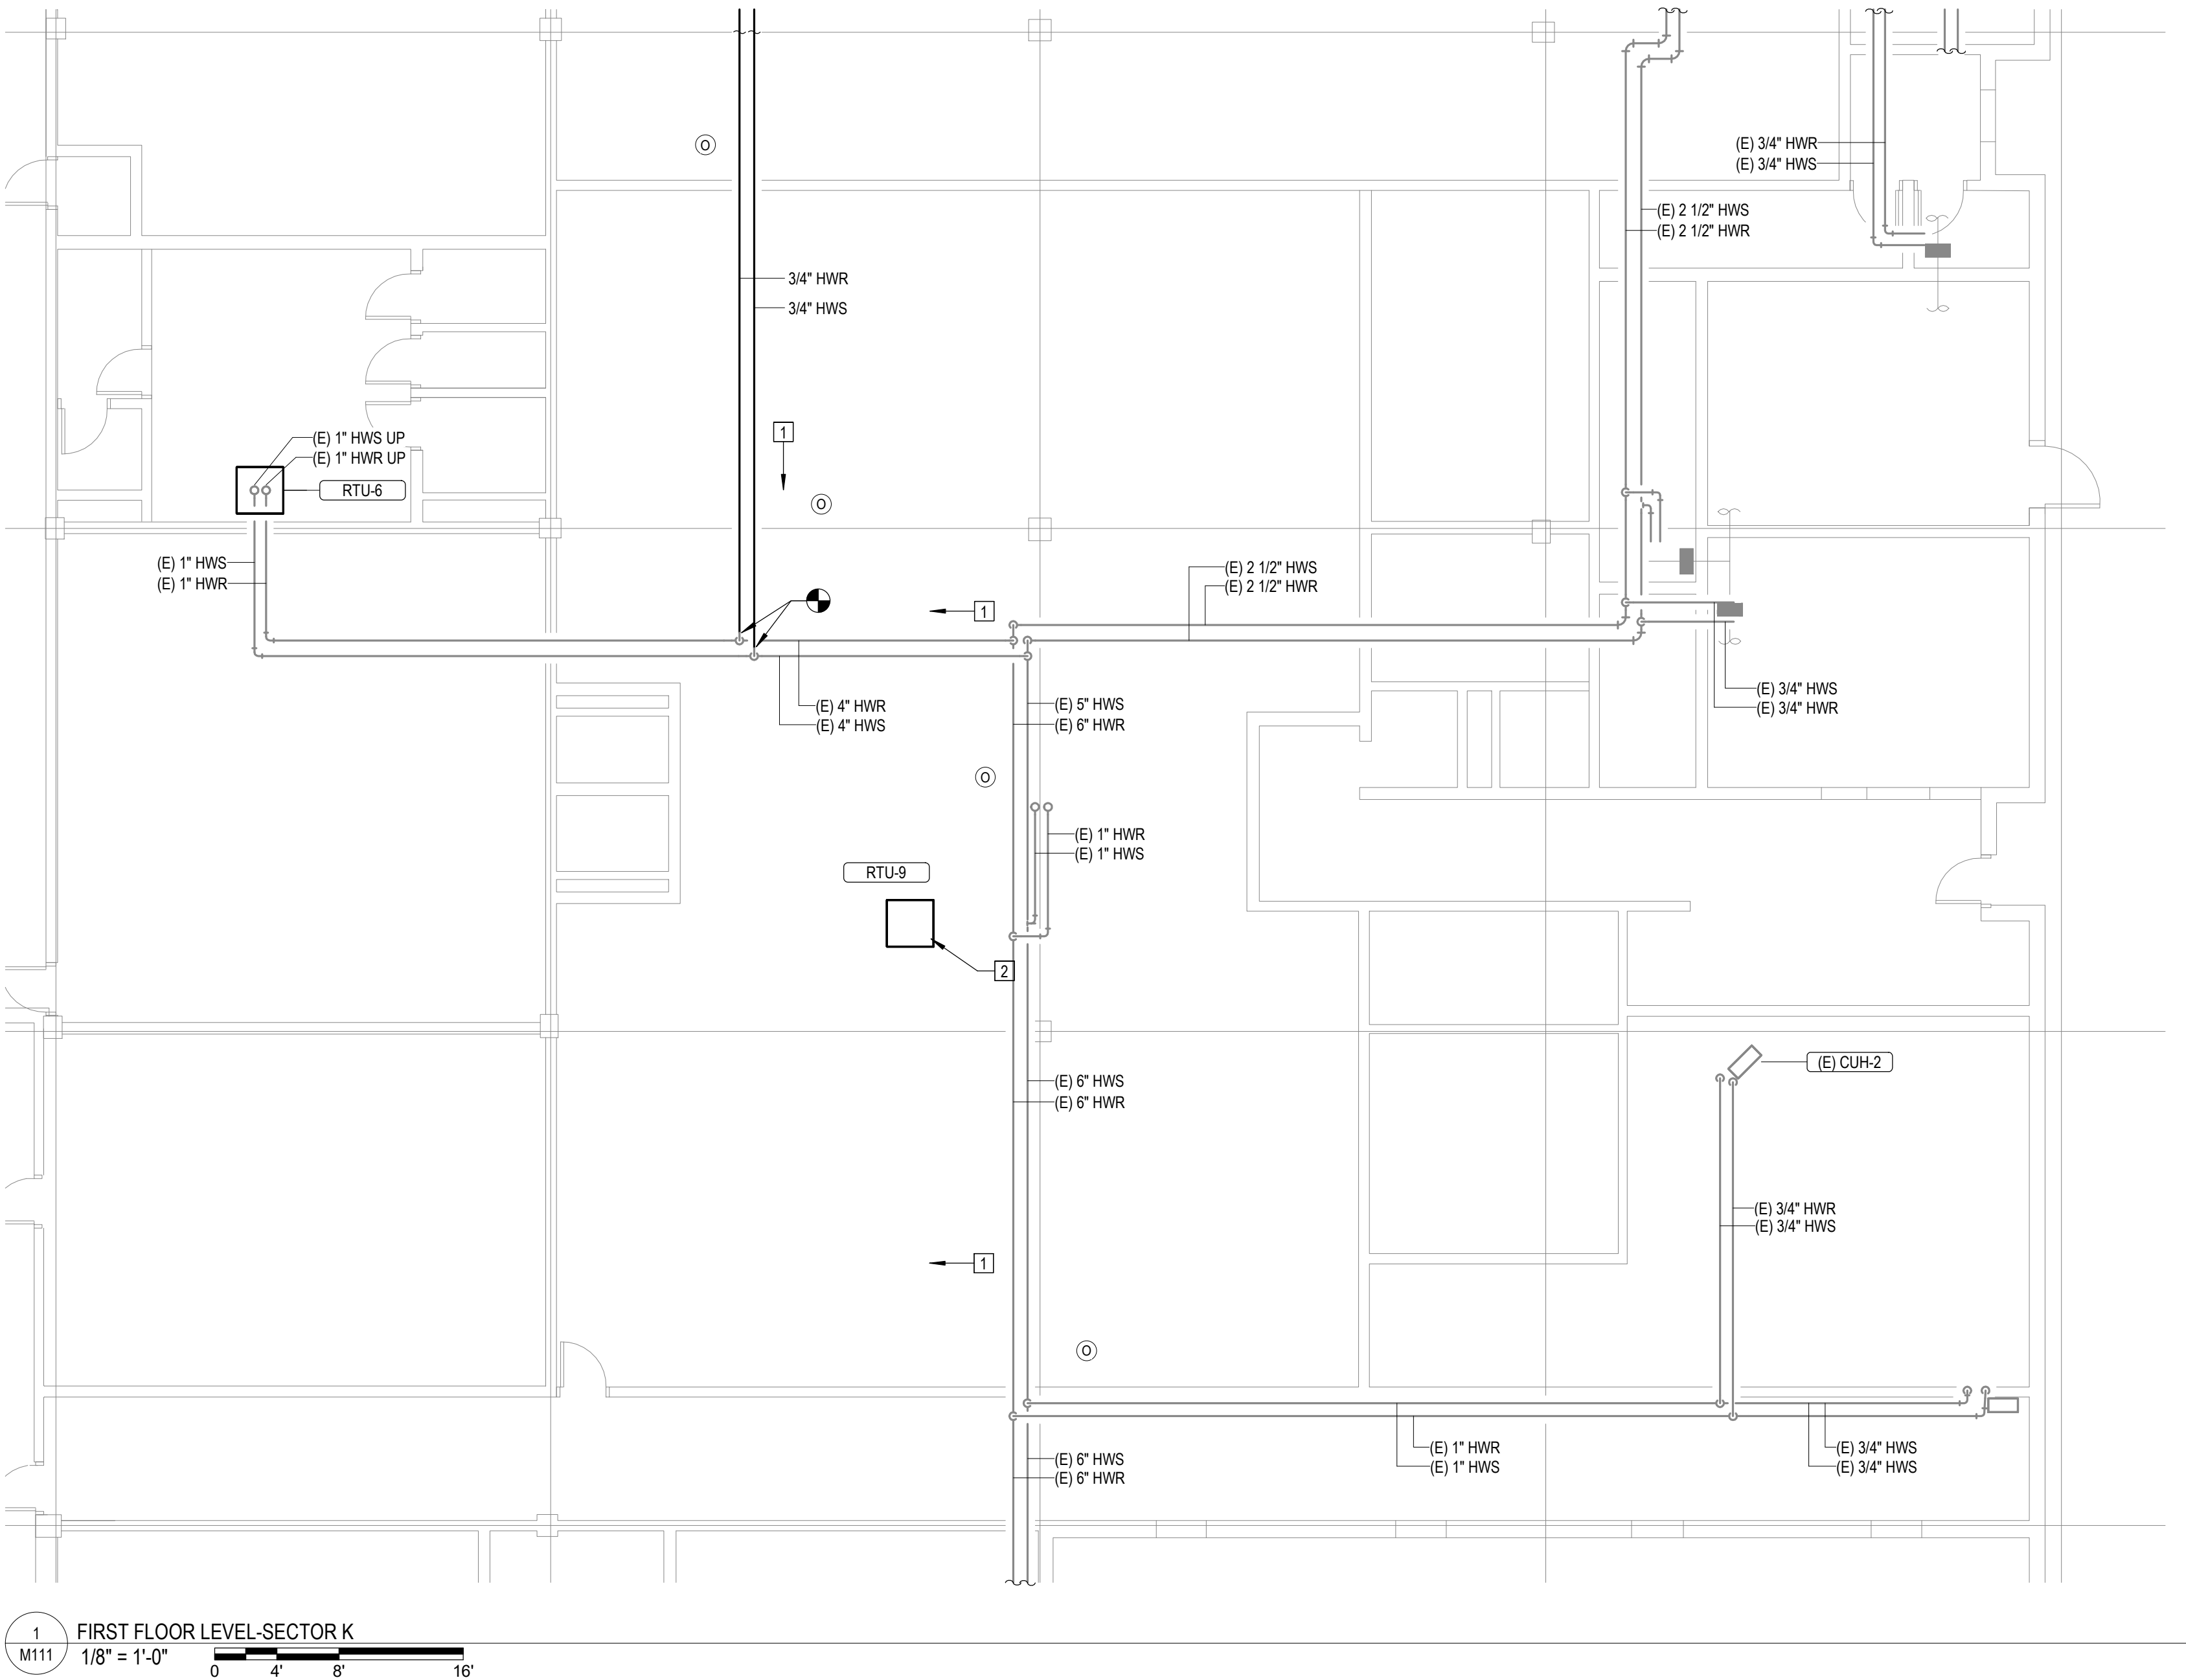 O
(E) 3/4" HWR
(E) 3/4" HWS
(E) 2 1/2" HWS
(E) 2 1/2" HWR
3/4" HWR
3/4" HWS
1
(E) 1" HWS UP
(E) 1" HWR UP
RTU-6
O
(E) 1" HWS
(E) 1" HWR
(E) 2 1/2" HWS
(E) 2 1/2" HWR
1
(E) 4" HWR
(E) 4" HWS
(E) 5" HWS
(E) 6" HWR
(E) 3/4" HWS
(E) 3/4" HWR
O
(E) 1" HWR
(E) 1" HWS
RTU-9
2
(E) 6" HWS
(E) 6" HWR
(E) CUH-2
(E) 3/4" HWR
(E) 3/4" HWS
1
O
(E) 6" HWS
(E) 6" HWR
(E) 1" HWR
(E) 1" HWS
(E) 3/4" HWS
(E) 3/4" HWS
1
M111
FIRST FLOOR LEVEL-SECTOR K
1/8" = 1'-0"
0 4' 8' 16'